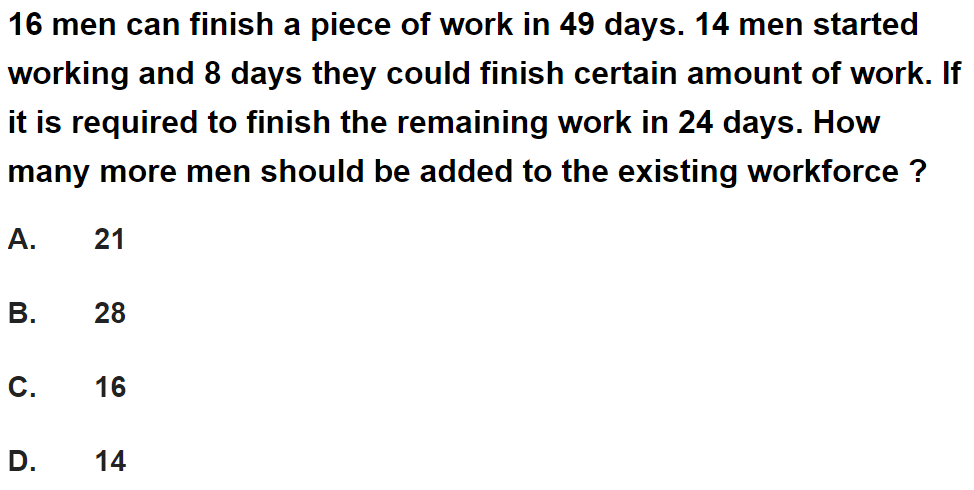 16 men can finish a piece of work in 49 days. 14 men started
working and 8 days they could finish certain amount of work. If
it is required to finish the remaining work in 24 days. How
many more men should be added to the existing workforce ?
A. 21
B. 28
C. 16
D. 14